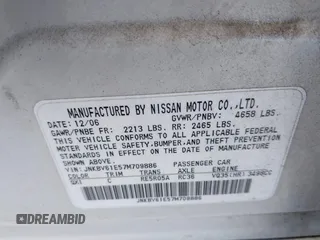 MANUFACTURED BY NISSAN MOTOR CO.,LTD.
DATE: 12/06 GVWR/PNBV: 4658 LBS.
GAWR/PNBE FR: 2213 LBS. RR: 2465 LBS.
THIS VEHICLE CONFORMS TO ALL APPLICABLE FEDERAL
MOTOR VEHICLE SAFETY, BUMPER, AND THEFT PREVENTION
STANDARDS IN EFFECT ON THE DATE OF MANUFACTURE
SHOWN ABOVE.
VIN: JNKBV61E57M709886 PASSENGER CAR
COLOR TRIM TRANS AXLE ENGINE
C RE5R05A RC36 VQ35(HR) 3498CC
JNKBV61E57M709886
STAT.VIN